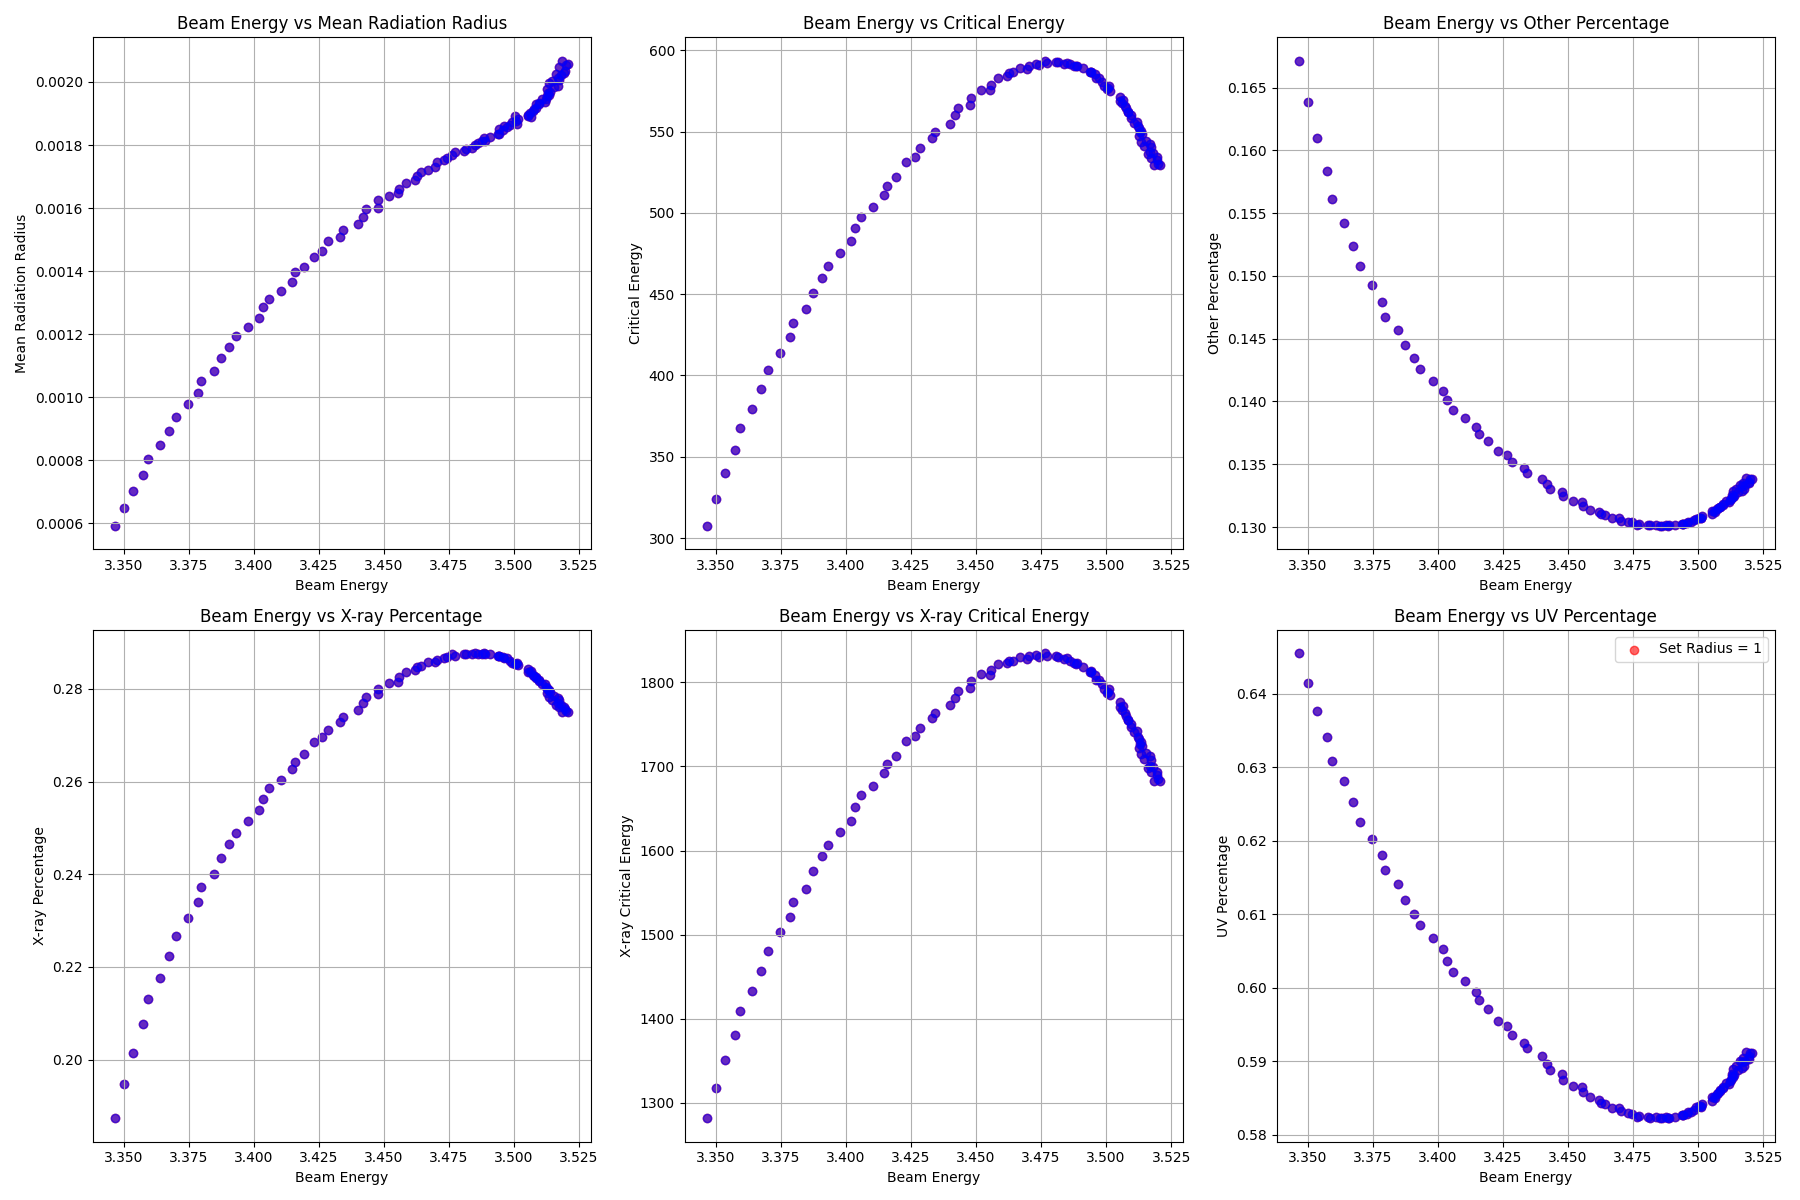 Beam Energy vs Mean Radiation Radius
Mean Radiation Radius
0.0020
0.0018
0.0016
0.0014
0.0012
0.0010
0.0008
0.0006
3.350 3.375 3.400 3.425 3.450 3.475 3.500 3.525
Beam Energy
Beam Energy vs Critical Energy
Critical Energy
600
550
500
450
400
350
300
3.350 3.375 3.400 3.425 3.450 3.475 3.500 3.525
Beam Energy
Beam Energy vs Other Percentage
Other Percentage
0.165
0.160
0.155
0.150
0.145
0.140
0.135
0.130
3.350 3.375 3.400 3.425 3.450 3.475 3.500 3.525
Beam Energy
Beam Energy vs X-ray Percentage
X-ray Percentage
0.28
0.26
0.24
0.22
0.20
3.350 3.375 3.400 3.425 3.450 3.475 3.500 3.525
Beam Energy
Beam Energy vs X-ray Critical Energy
X-ray Critical Energy
1800
1700
1600
1500
1400
1300
3.350 3.375 3.400 3.425 3.450 3.475 3.500 3.525
Beam Energy
Beam Energy vs UV Percentage
Set Radius = 1
UV Percentage
0.64
0.63
0.62
0.61
0.60
0.59
0.58
3.350 3.375 3.400 3.425 3.450 3.475 3.500 3.525
Beam Energy